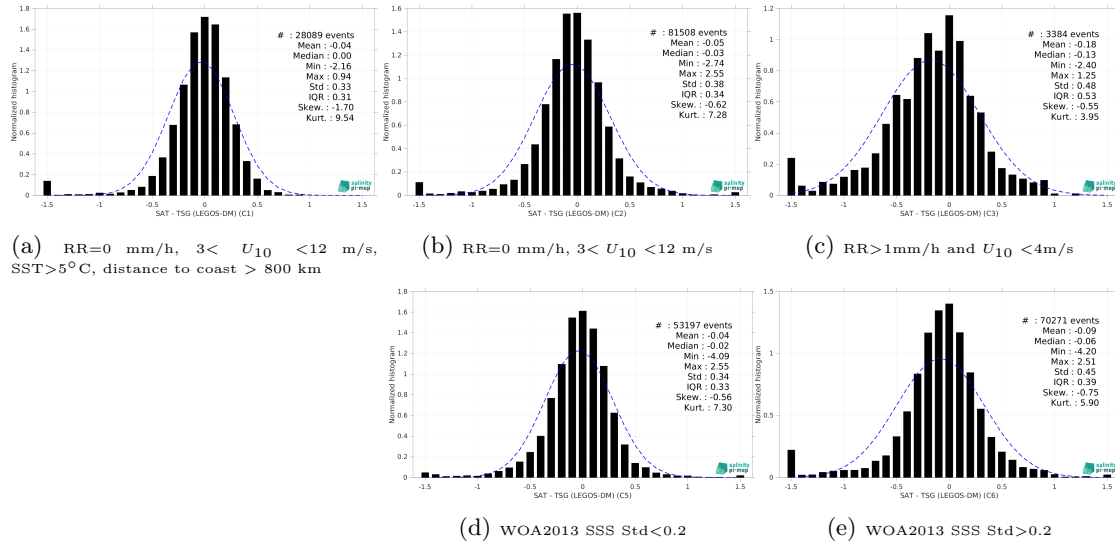 1.8
1.6
1.4
1.2
1
0.8
0.6
0.4
0.2
0
Normalized histogram
# : 28089 events
Mean : -0.04
Median : 0.00
Min : -2.16
Max : 0.94
Std : 0.33
IQR : 0.31
Skew. : -1.70
Kurt. : 9.54
salinity
pi-mep
-1.5 -1 -0.5 0 0.5 1 1.5
SAT - TSG (LEGOS-DM) (C1)
(a) RR=0 mm/h, 3< U10 <12 m/s,
SST>5°C, distance to coast > 800 km
1.6
1.4
1.2
1
0.8
0.6
0.4
0.2
0
Normalized histogram
# : 81508 events
Mean : -0.05
Median : -0.03
Min : -2.74
Max : 2.55
Std : 0.38
IQR : 0.34
Skew. : -0.62
Kurt. : 7.28
salinity
pi-mep
-1.5 -1 -0.5 0 0.5 1 1.5
SAT - TSG (LEGOS-DM) (C2)
(b) RR=0 mm/h, 3< U10 <12 m/s
1.2
1
0.8
0.6
0.4
0.2
0
Normalized histogram
# : 3384 events
Mean : -0.18
Median : -0.13
Min : -2.40
Max : 1.25
Std : 0.48
IQR : 0.53
Skew. : -0.55
Kurt. : 3.95
salinity
pi-mep
-1.5 -1 -0.5 0 0.5 1 1.5
SAT - TSG (LEGOS-DM) (C3)
(c) RR>1mm/h and U10 <4m/s
1.8
1.6
1.4
1.2
1
0.8
0.6
0.4
0.2
0
Normalized histogram
# : 53197 events
Mean : -0.04
Median : -0.02
Min : -4.09
Max : 2.55
Std : 0.34
IQR : 0.33
Skew. : -0.56
Kurt. : 7.30
salinity
pi-mep
-1.5 -1 -0.5 0 0.5 1 1.5
SAT - TSG (LEGOS-DM) (C5)
(d) WOA2013 SSS Std<0.2
1.5
1
0.5
0
Normalized histogram
# : 70271 events
Mean : -0.09
Median : -0.06
Min : -4.20
Max : 2.51
Std : 0.45
IQR : 0.39
Skew. : -0.75
Kurt. : 5.90
salinity
pi-mep
-1.5 -1 -0.5 0 0.5 1 1.5
SAT - TSG (LEGOS-DM) (C6)
(e) WOA2013 SSS Std>0.2